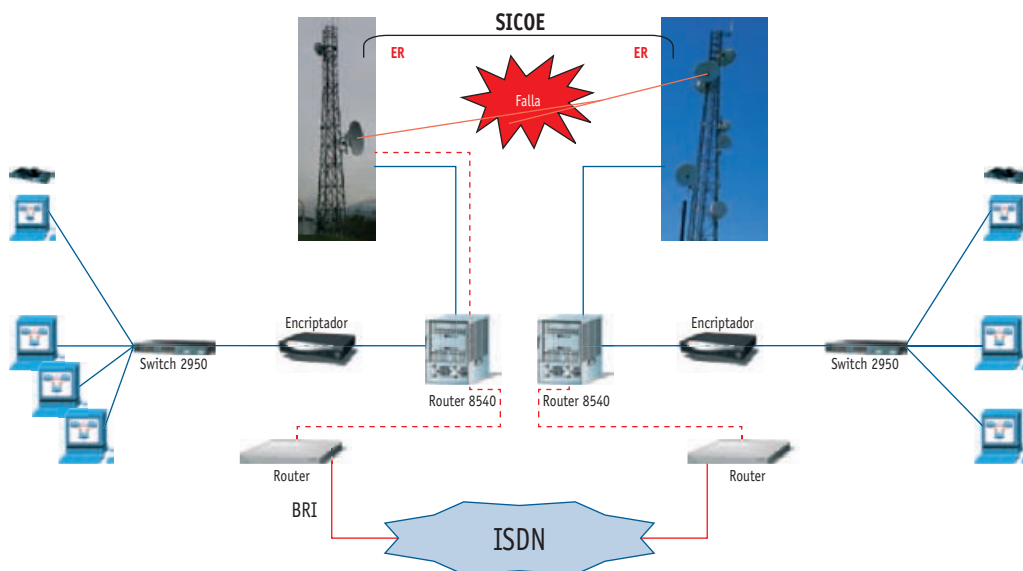 SICOE
ER
ER
Falla
Encriptador
Encriptador
Switch 2950
Switch 2950
Router 8540
Router 8540
Router
Router
BRI
ISDN